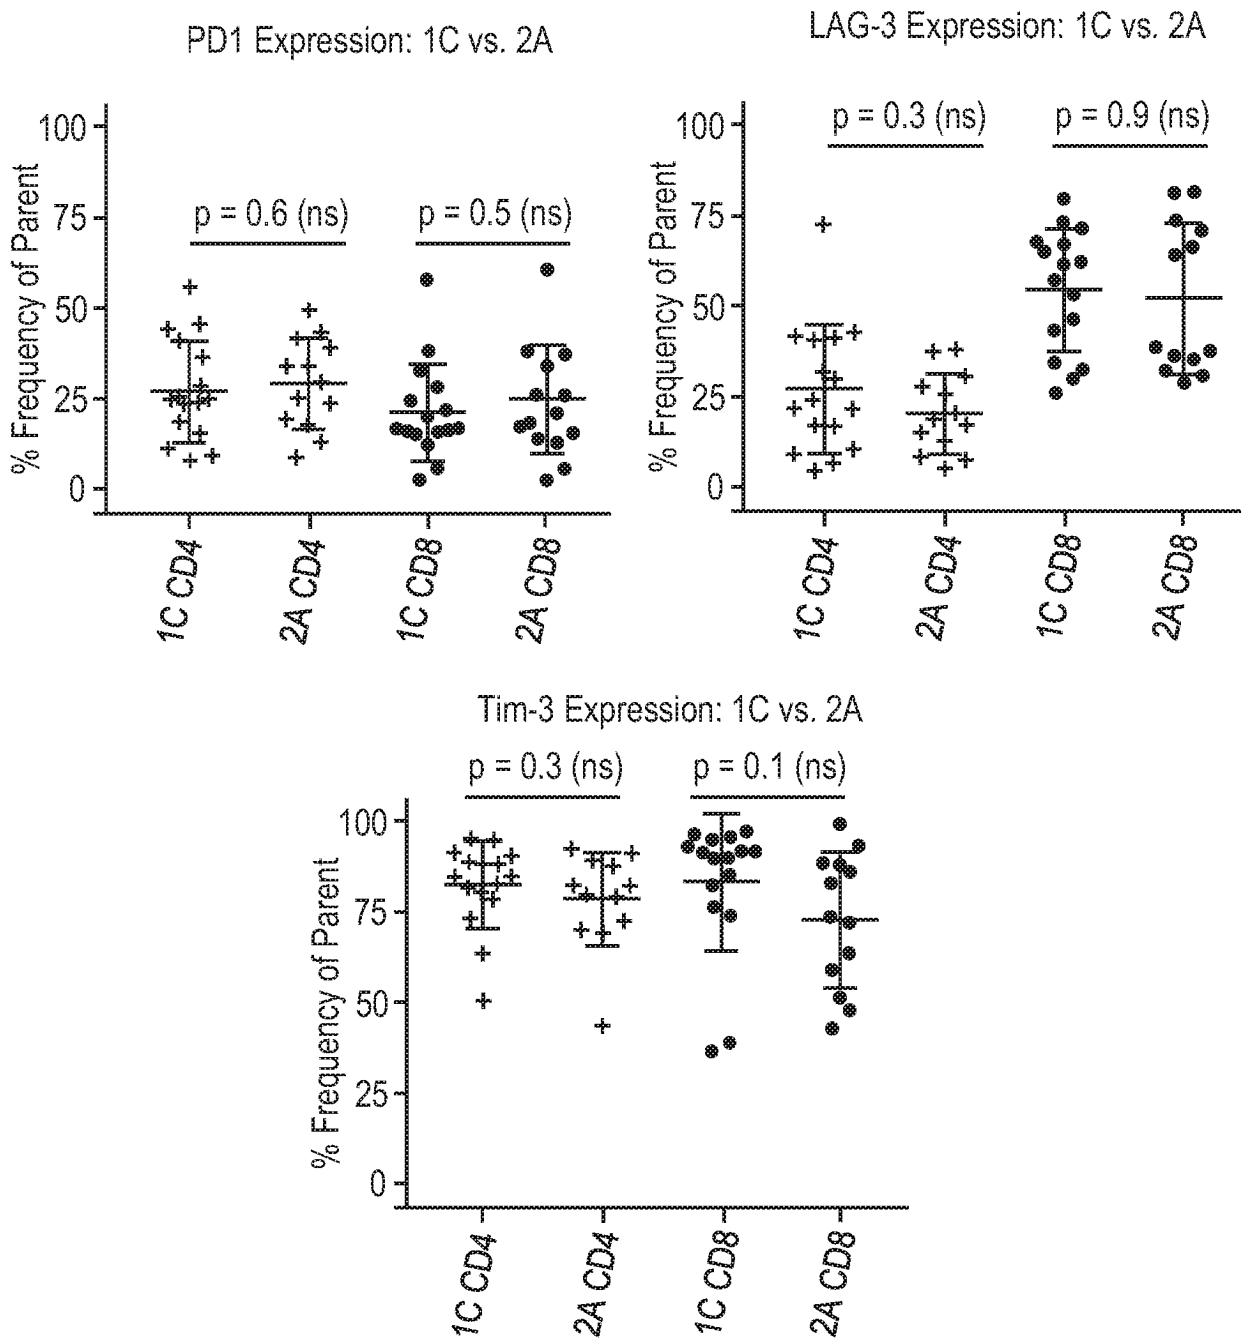 PD1 Expression: 1C vs. 2A
% Frequency of Parent
100
75
50
25
0
p = 0.6 (ns)
p = 0.5 (ns)
1C CD4
2A CD4
1C CD8
2A CD8
LAG-3 Expression: 1C vs. 2A
% Frequency of Parent
100
75
50
25
0
p = 0.3 (ns)
p = 0.9 (ns)
1C CD4
2A CD4
1C CD8
2A CD8
Tim-3 Expression: 1C vs. 2A
% Frequency of Parent
100
75
50
25
0
p = 0.3 (ns)
p = 0.1 (ns)
1C CD4
2A CD4
1C CD8
2A CD8